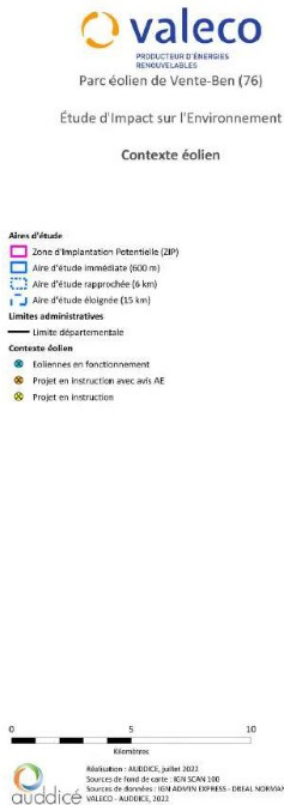 valeco
PRODUCTEUR D'ÉNERGIES
RENOUVELABLES
Parc éolien de Vente-Ben (76)
Étude d'Impact sur l'Environnement
Contexte éolien
Aires d'étude
Zone d'Implantation Potentielle (ZIP)
Aire d'étude immédiate (600 m)
Aire d'étude rapprochée (6 km)
Aire d'étude éloignée (15 km)
Limites administratives
Limite départementale
Contexte éolien
Eoliennes en fonctionnement
Projet en instruction avec avis AE
Projet en instruction
0 5 10
Kilomètres
auddicé
Réalisation : AUDDICE, juillet 2022
Sources de fond de carte : IGN SCAN 100
Sources de données : IGN ADMIN EXPRESS - DREAL NORMAN
VALECO - AUDDICE, 2022